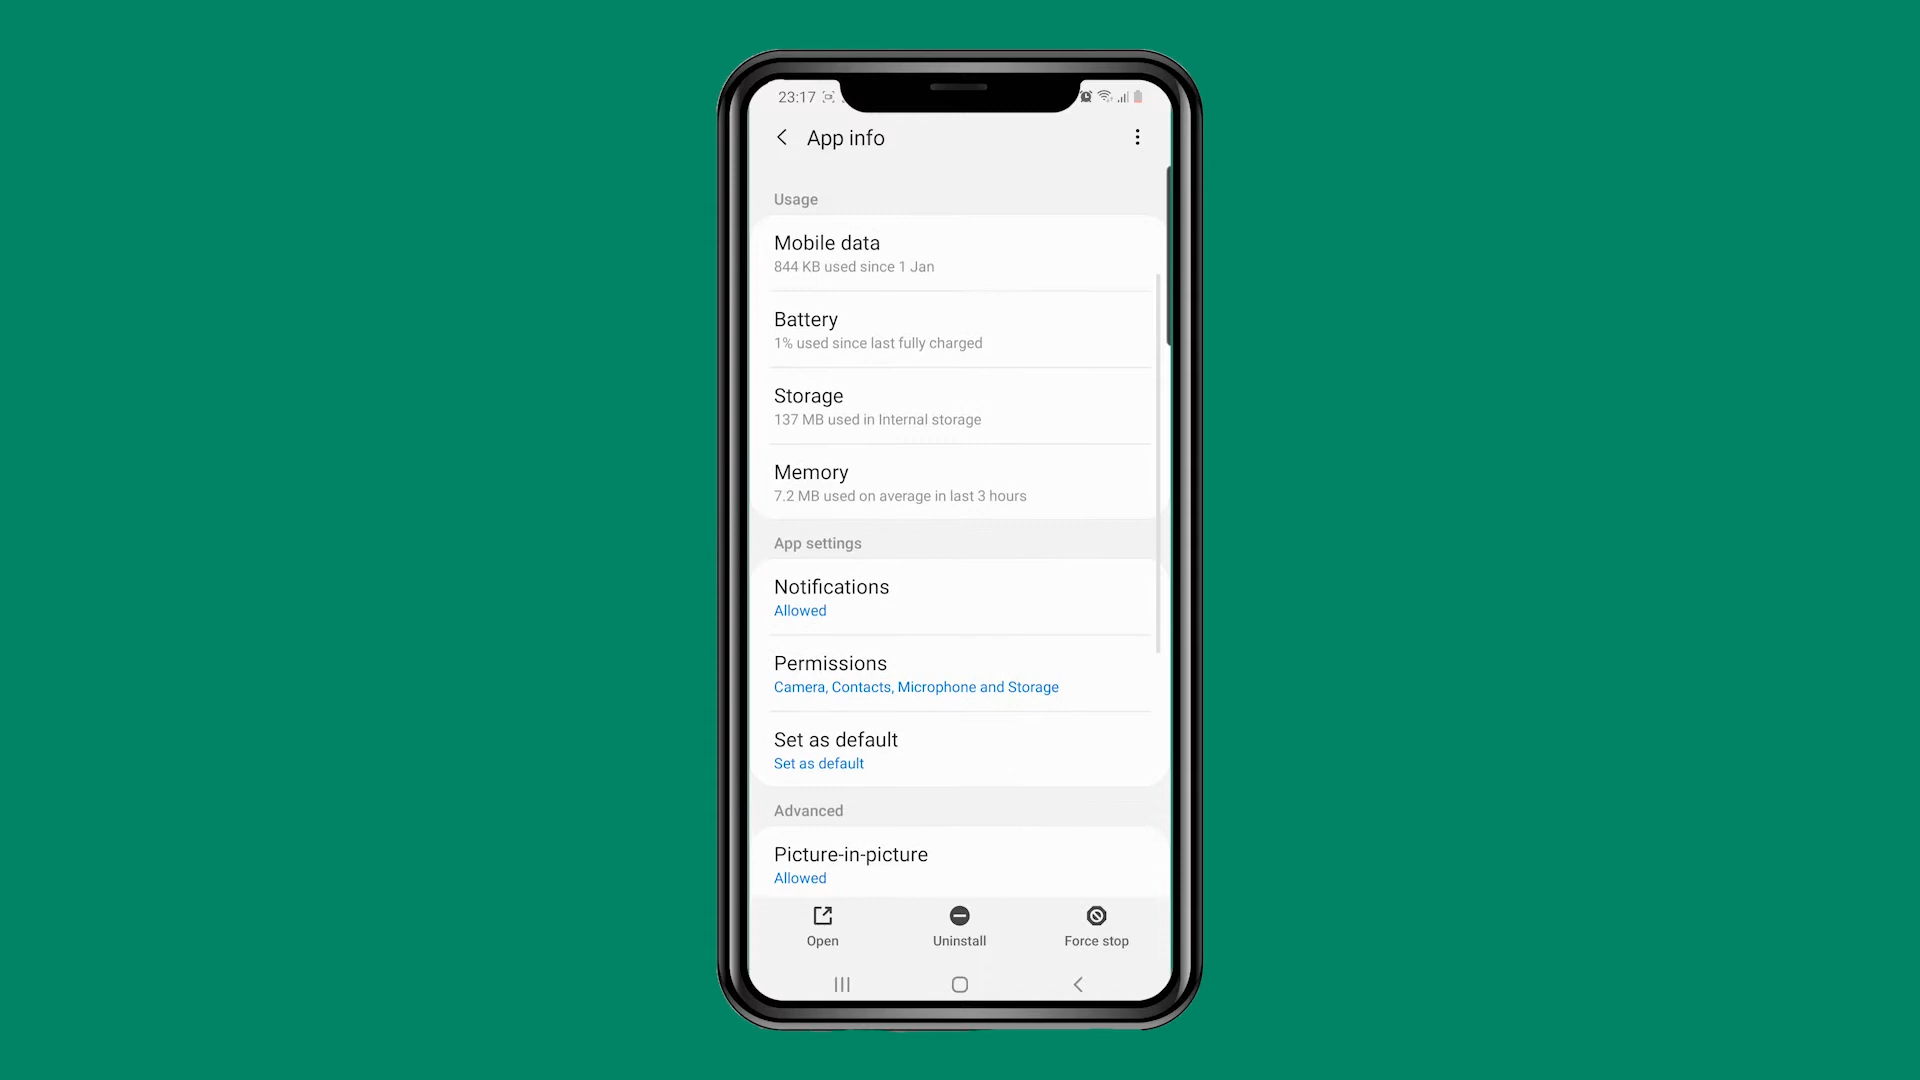 23:17
App info
Usage
Mobile data
844 KB used since 1 Jan
Battery
1% used since last fully charged
Storage
137 MB used in Internal storage
Memory
7.2 MB used on average in last 3 hours
App settings
Notifications
Allowed
Permissions
Camera, Contacts, Microphone and Storage
Set as default
Set as default
Advanced
Picture-in-picture
Allowed
Open
Uninstall
Force stop